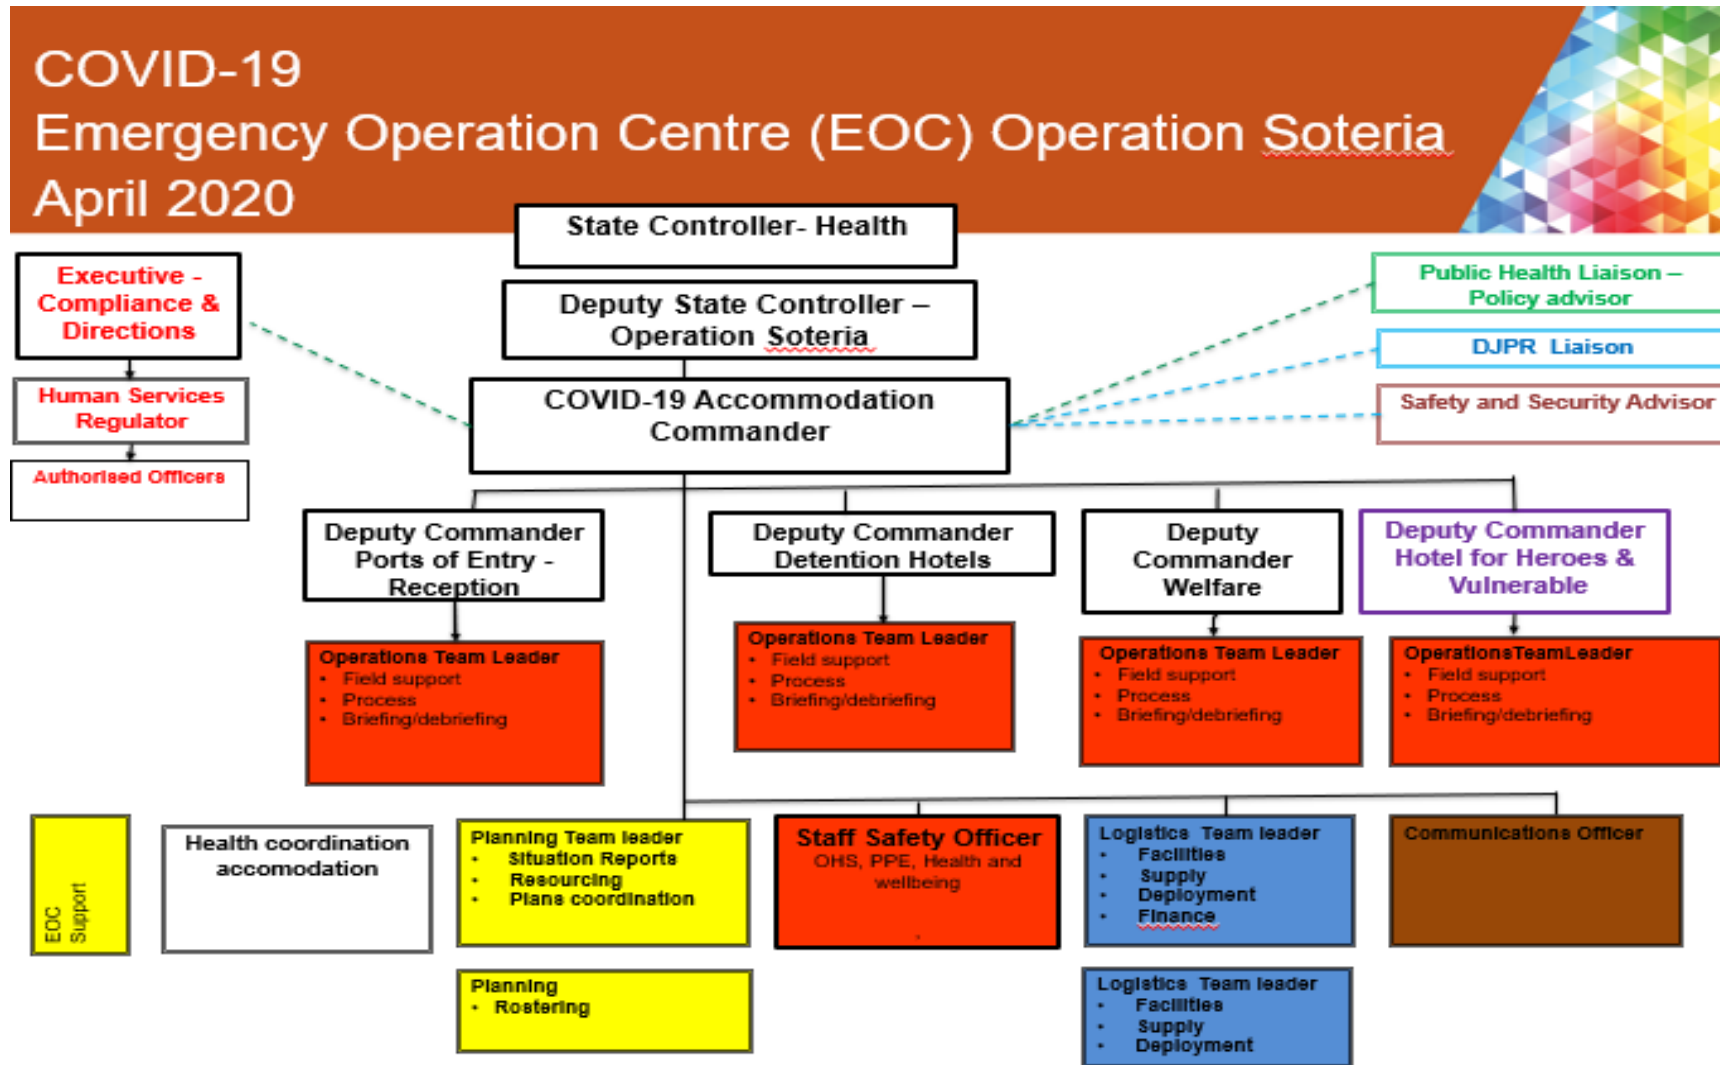 COVID-19
Emergency Operation Centre (EOC) Operation Soteria
April 2020
State Controller- Health
Executive -
Compliance &
Directions
Human Services
Regulator
Authorised Officers
Deputy State Controller –
Operation Soteria
COVID-19 Accommodation
Commander
Public Health Liaison –
Policy advisor
DJPR Liaison
Safety and Security Advisor
Deputy Commander
Ports of Entry -
Reception
Deputy Commander
Detention Hotels
Deputy
Commander
Welfare
Deputy Commander
Hotel for Heroes &
Vulnerable
Operations Team Leader
• Field support
• Process
• Briefing/debriefing
Operations Team Leader
• Field support
• Process
• Briefing/debriefing
Operations Team Leader
• Field support
• Process
• Briefing/debriefing
OperationsTeamLeader
• Field support
• Process
• Briefing/debriefing
EOC
Support
Health coordination
accomodation
Planning Team leader
• Situation Reports
• Resourcing
• Plans coordination
Staff Safety Officer
OHS, PPE, Health and
wellbeing
.
Logistics Team leader
• Facilities
• Supply
• Deployment
• Finance
Communications Officer
Planning
• Rostering
Logistics Team leader
• Facilities
• Supply
• Deployment